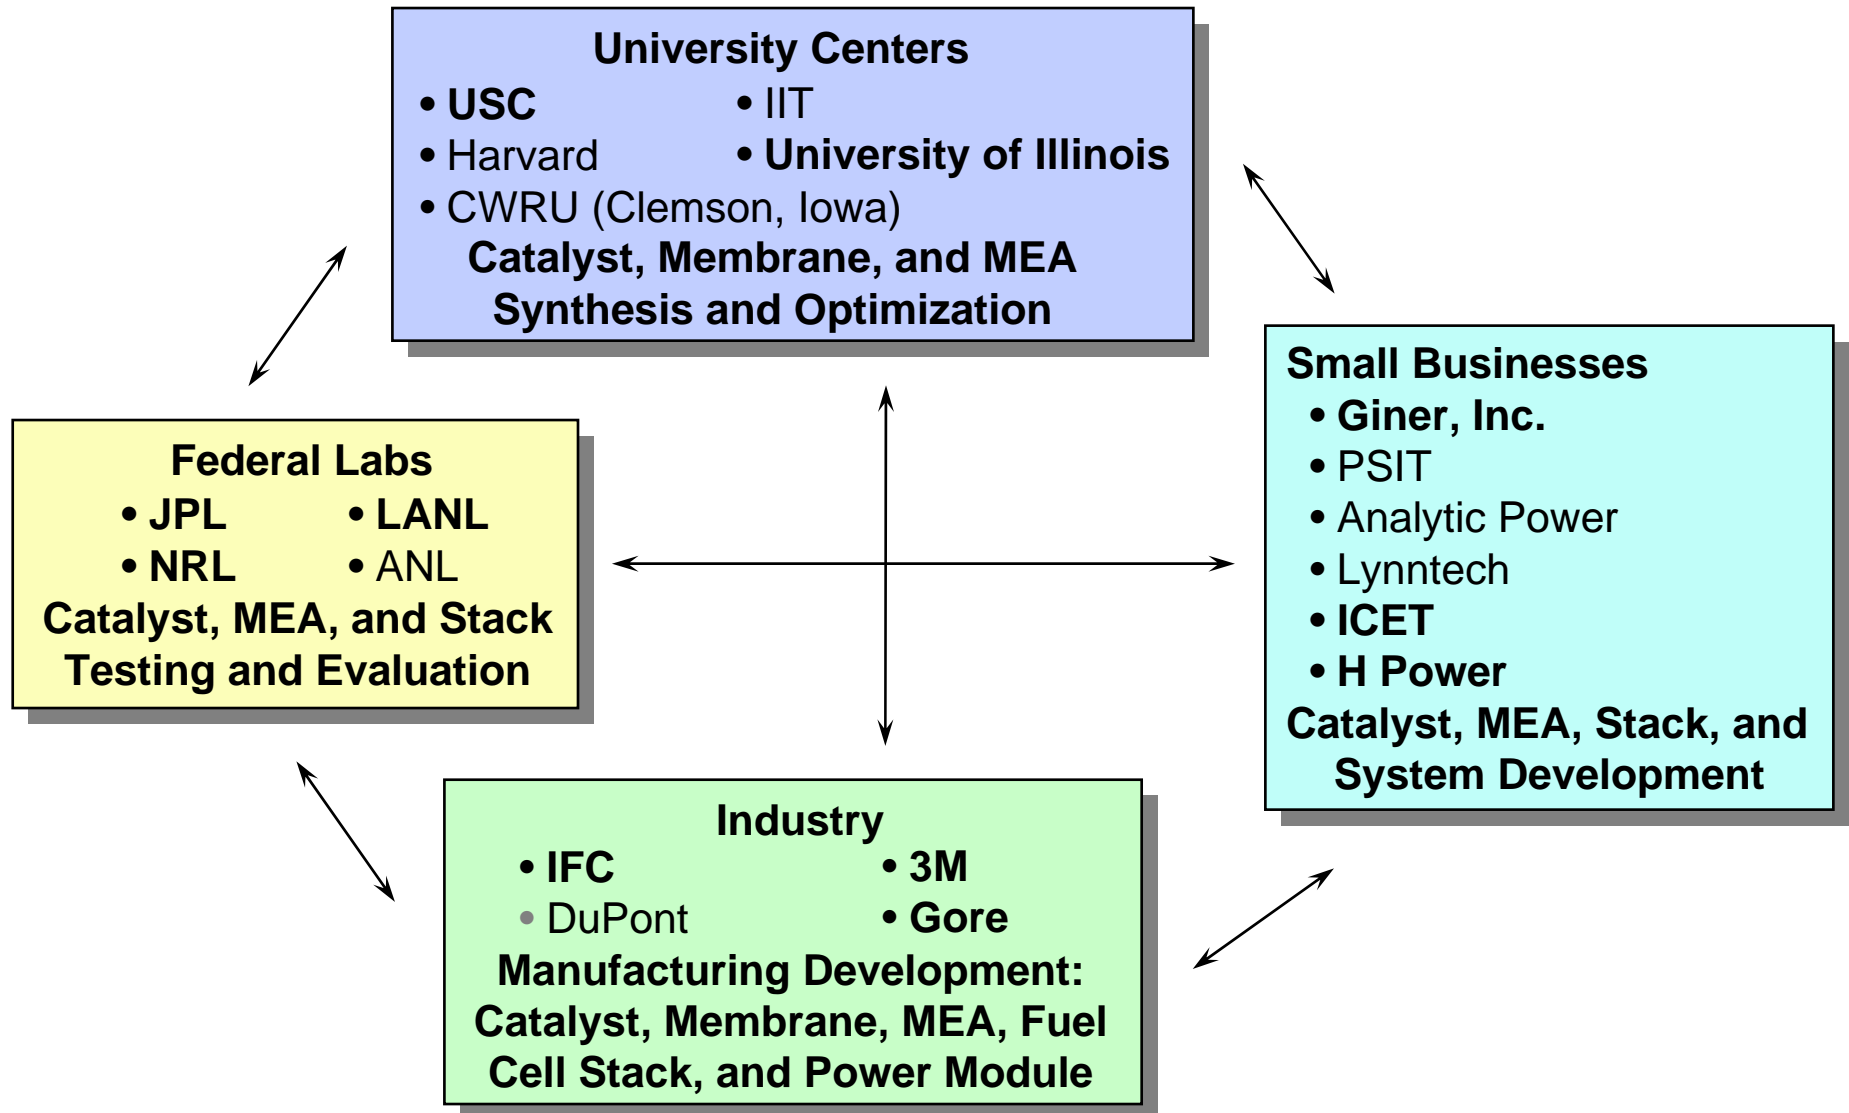 University Centers
• USC • IIT
• Harvard • University of Illinois
• CWRU (Clemson, Iowa)
Catalyst, Membrane, and MEA
Synthesis and Optimization
Federal Labs
• JPL • LANL
• NRL • ANL
Catalyst, MEA, and Stack
Testing and Evaluation
Small Businesses
• Giner, Inc.
• PSIT
• Analytic Power
• Lynntech
• ICET
• H Power
Catalyst, MEA, Stack, and
System Development
Industry
• IFC • 3M
• DuPont • Gore
Manufacturing Development:
Catalyst, Membrane, MEA, Fuel
Cell Stack, and Power Module